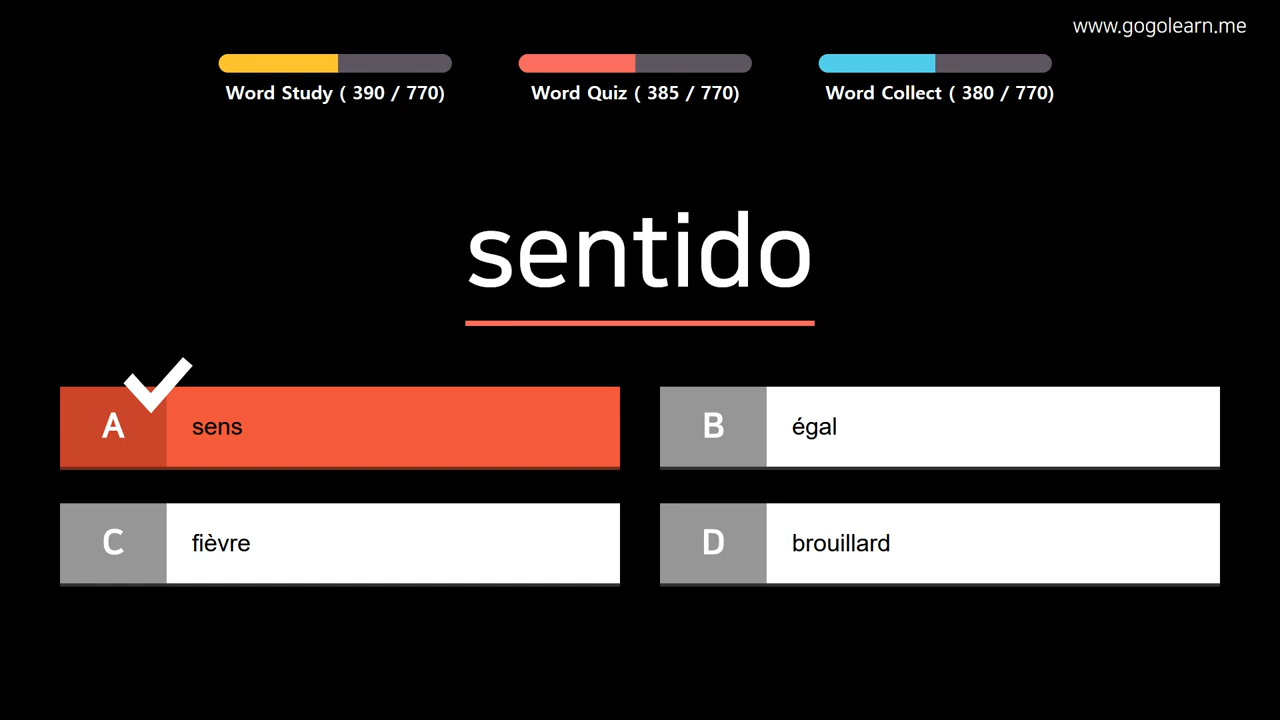 www.gogolearn.me
Word Study ( 390 / 770)
Word Quiz ( 385 / 770)
Word Collect ( 380 / 770)
sentido
A sens
B égal
C fièvre
D brouillard